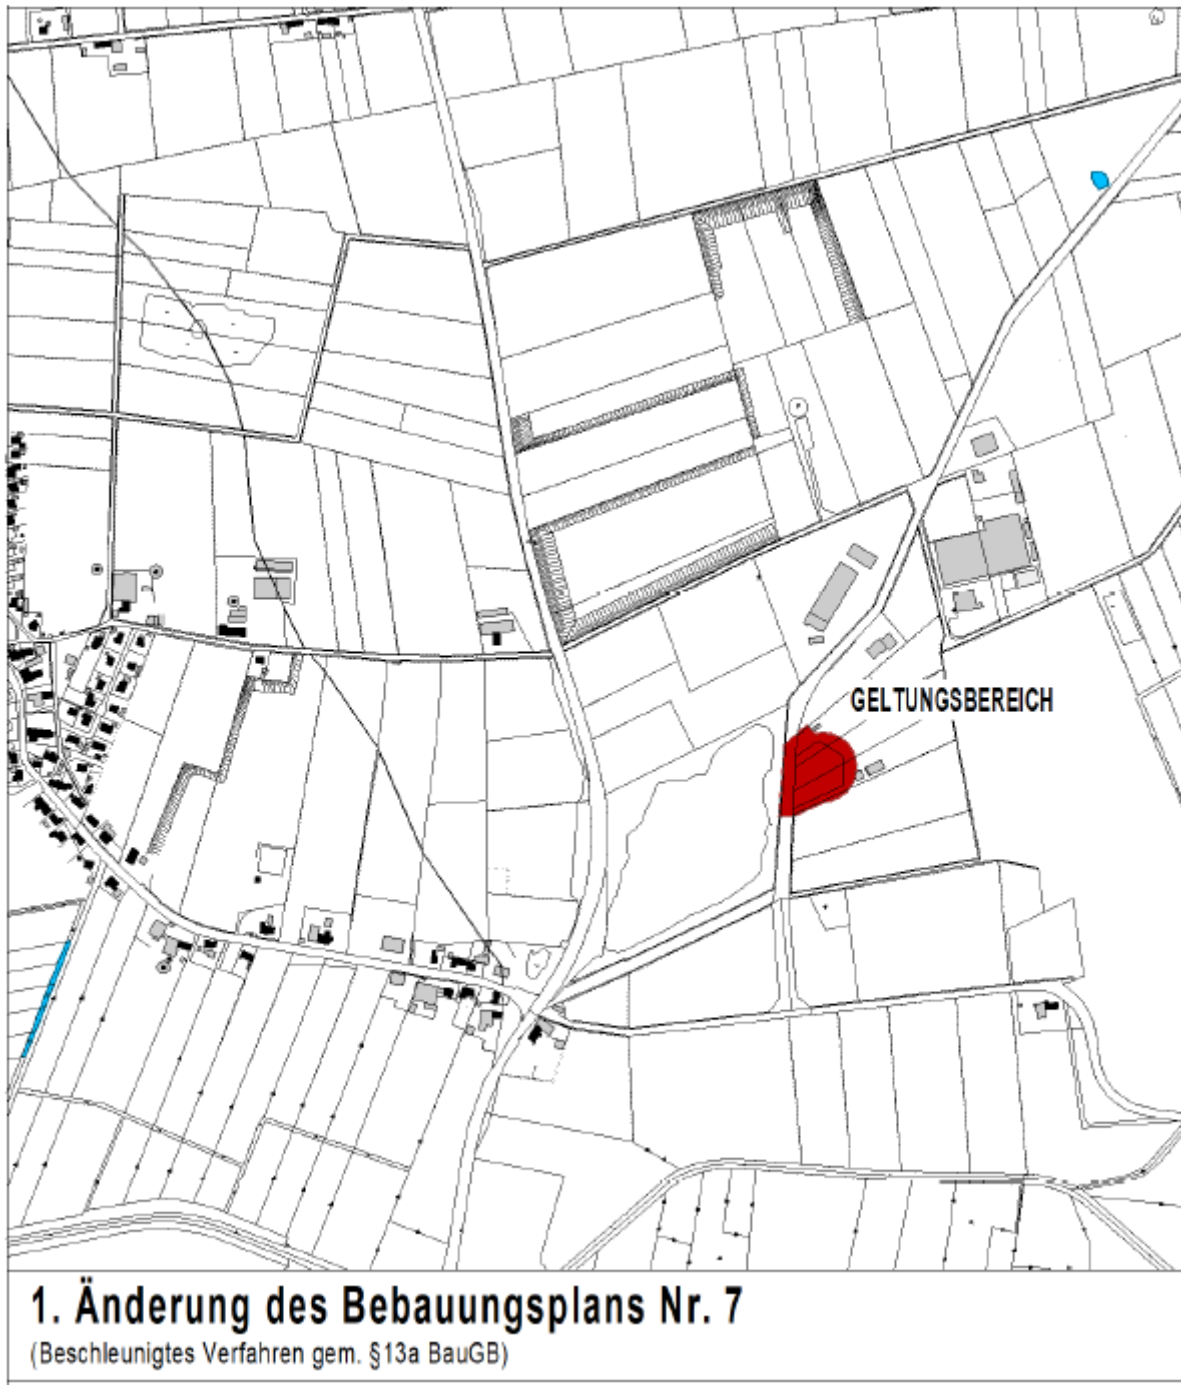 GELTUNGSBEREICH
1. Änderung des Bebauungsplans Nr. 7
(Beschleunigtes Verfahren gem. §13a BauGB)